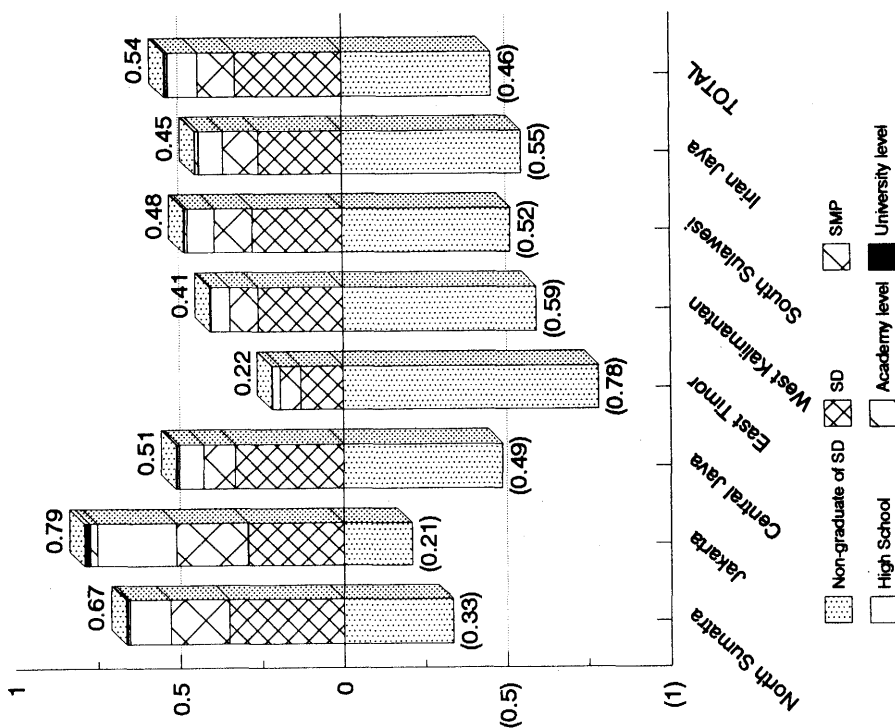 1
0.5
0
(0.5)
(1)
0.67
0.79
0.51
0.22
0.41
0.48
0.45
0.54
(0.33)
(0.21)
(0.49)
(0.78)
(0.59)
(0.52)
(0.55)
(0.46)
North Sumatra
Jakarta
Central Java
East Timor
West Kalimantan
South Sulawesi
Irian Jaya
TOTAL
Non-graduate of SD SD SMP
High School Academy level University level